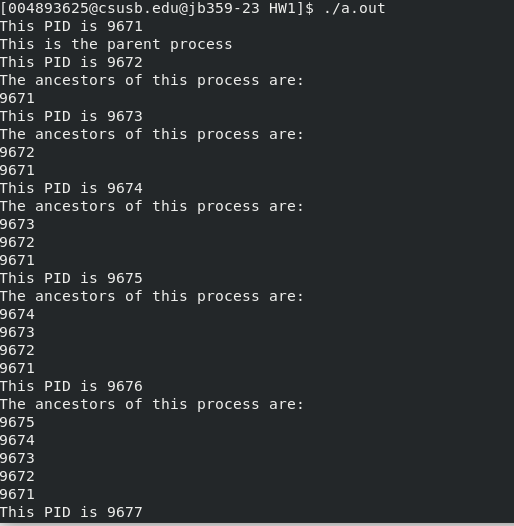 [004893625@csusb.edu@jb359-23 HW1]$ ./a.out
This PID is 9671
This is the parent process
This PID is 9672
The ancestors of this process are:
9671
This PID is 9673
The ancestors of this process are:
9672
9671
This PID is 9674
The ancestors of this process are:
9673
9672
9671
This PID is 9675
The ancestors of this process are:
9674
9673
9672
9671
This PID is 9676
The ancestors of this process are:
9675
9674
9673
9672
9671
This PID is 9677